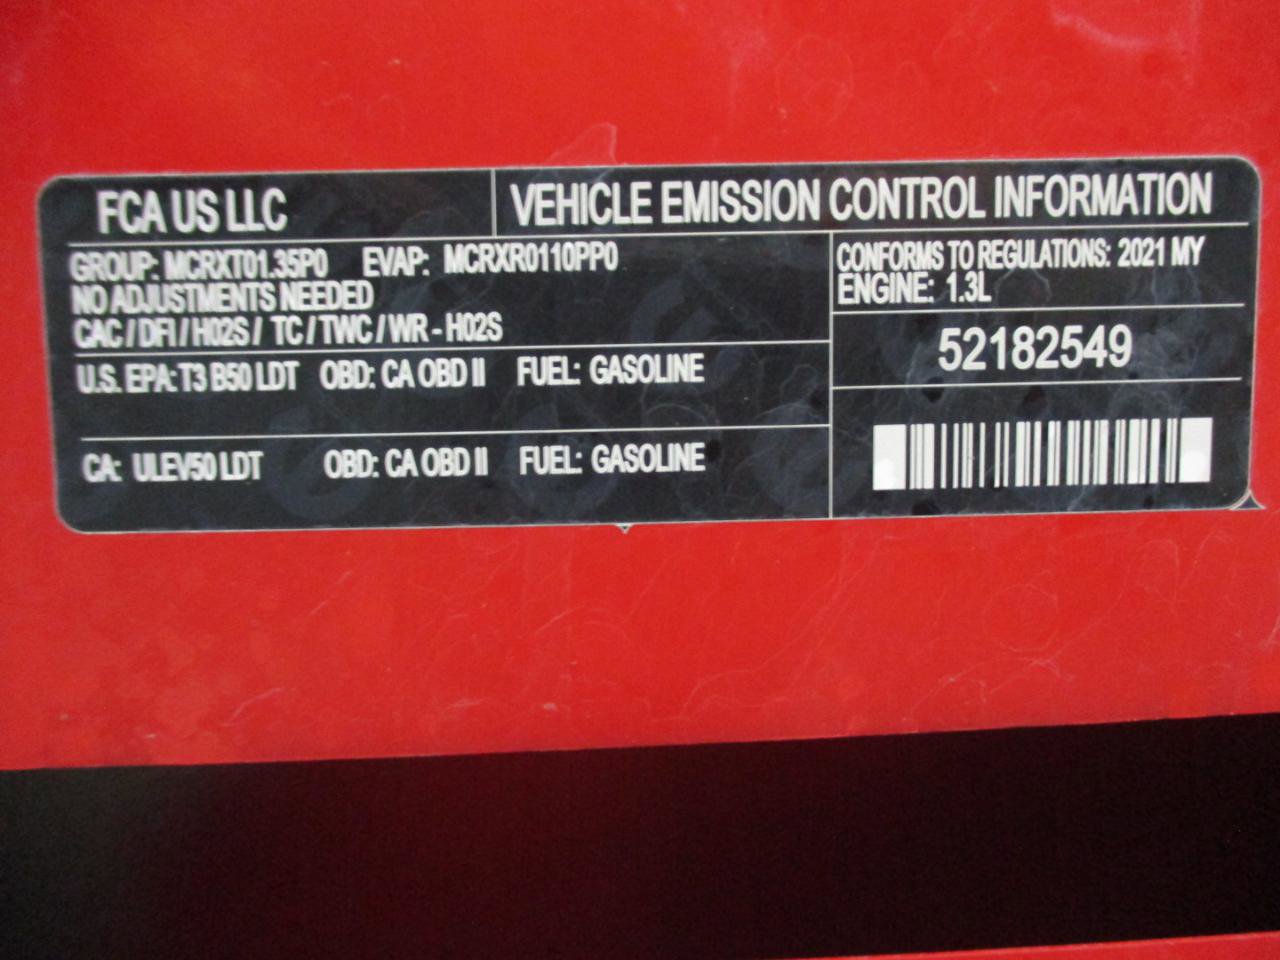 FCA US LLC
VEHICLE EMISSION CONTROL INFORMATION
GROUP: MCRXT01.35P0 EVAP: MCRXR0110PP0
NO ADJUSTMENTS NEEDED
CAC / DFI / H02S / TC / TWC / WR - H02S
U.S. EPA: T3 B50 LDT OBD: CA OBD II FUEL: GASOLINE
CA: ULEV50 LDT OBD: CA OBD II FUEL: GASOLINE
CONFORMS TO REGULATIONS: 2021 MY
ENGINE: 1.3L
52182549